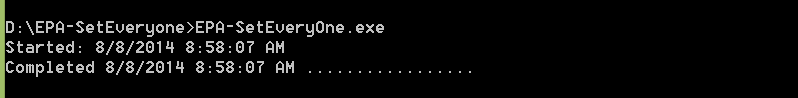 D:\EPA-SetEveryone>EPA-SetEveryOne.exe
Started: 8/8/2014 8:58:07 AM
Completed 8/8/2014 8:58:07 AM .................